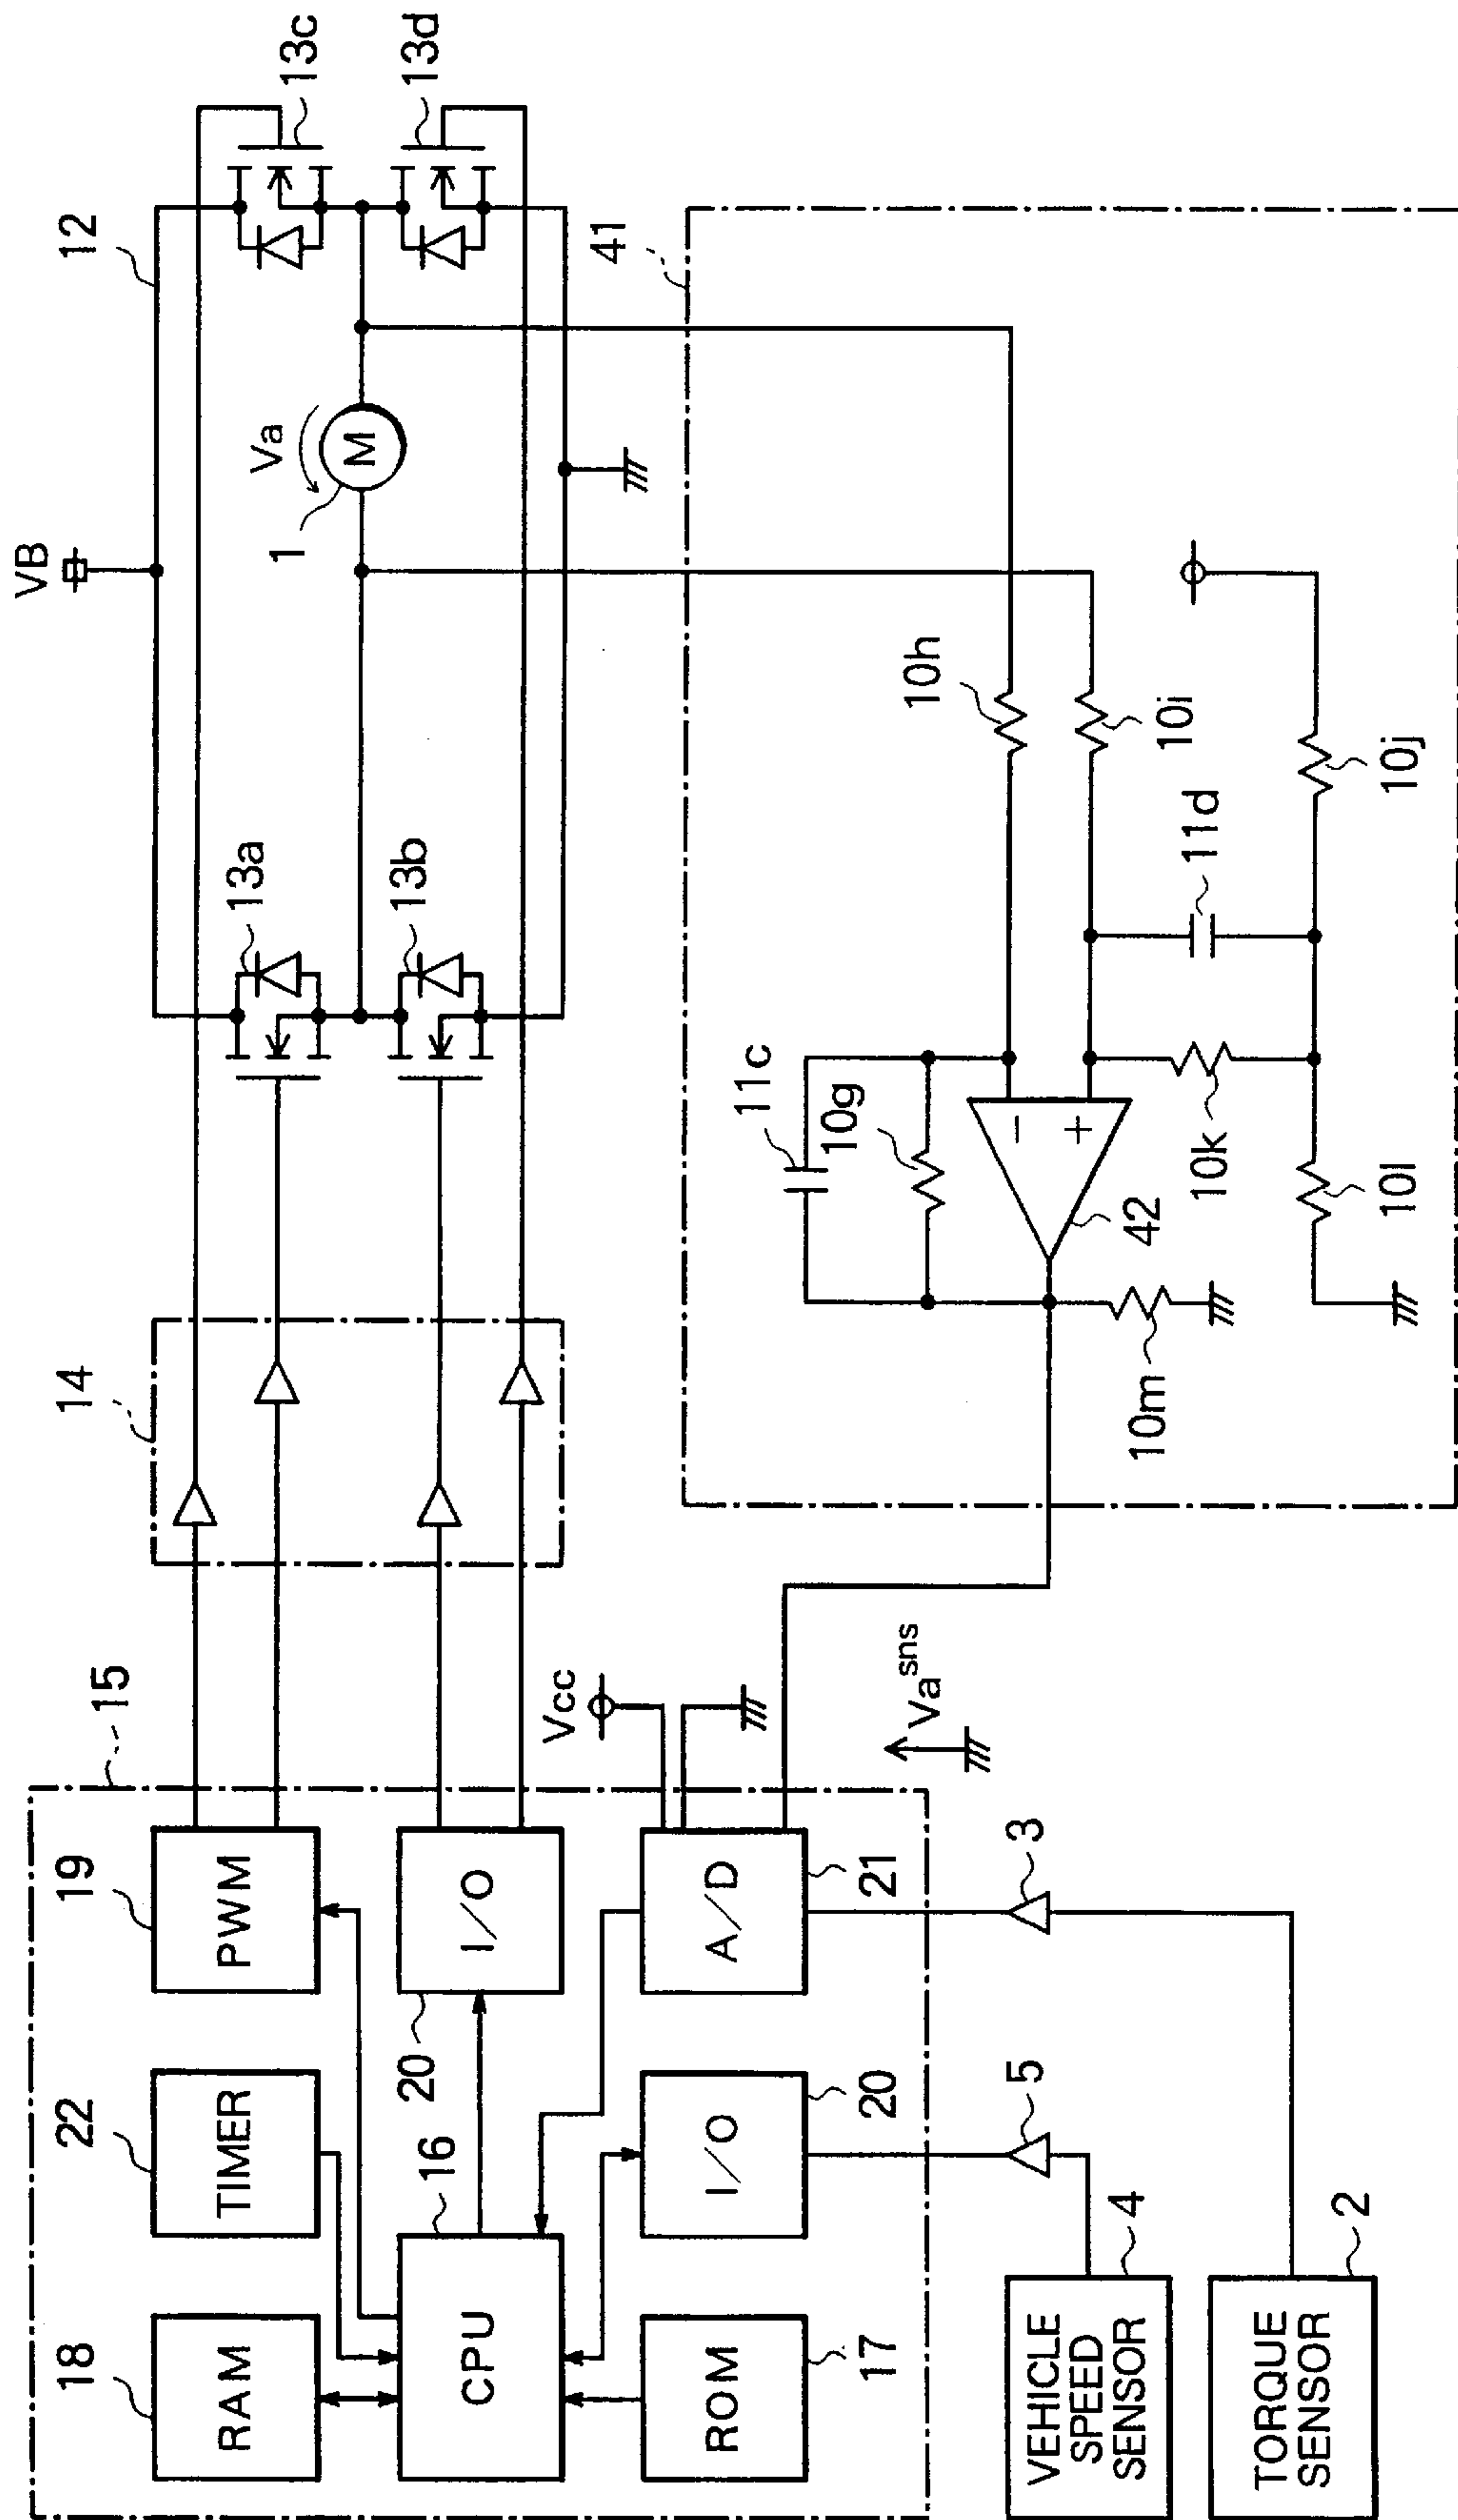 VB
12
13c
13d
Va
M
1
13a
13b
14
15
18
RAM
22
TIMER
19
PWM
16
CPU
20
I/O
17
ROM
20
I/O
21
A/D
Vcc
Va sns
41
10h
10i
11d
10j
11c
10g
−
+
42
10k
10l
10m
5
3
4
VEHICLE
SPEED
SENSOR
2
TORQUE
SENSOR